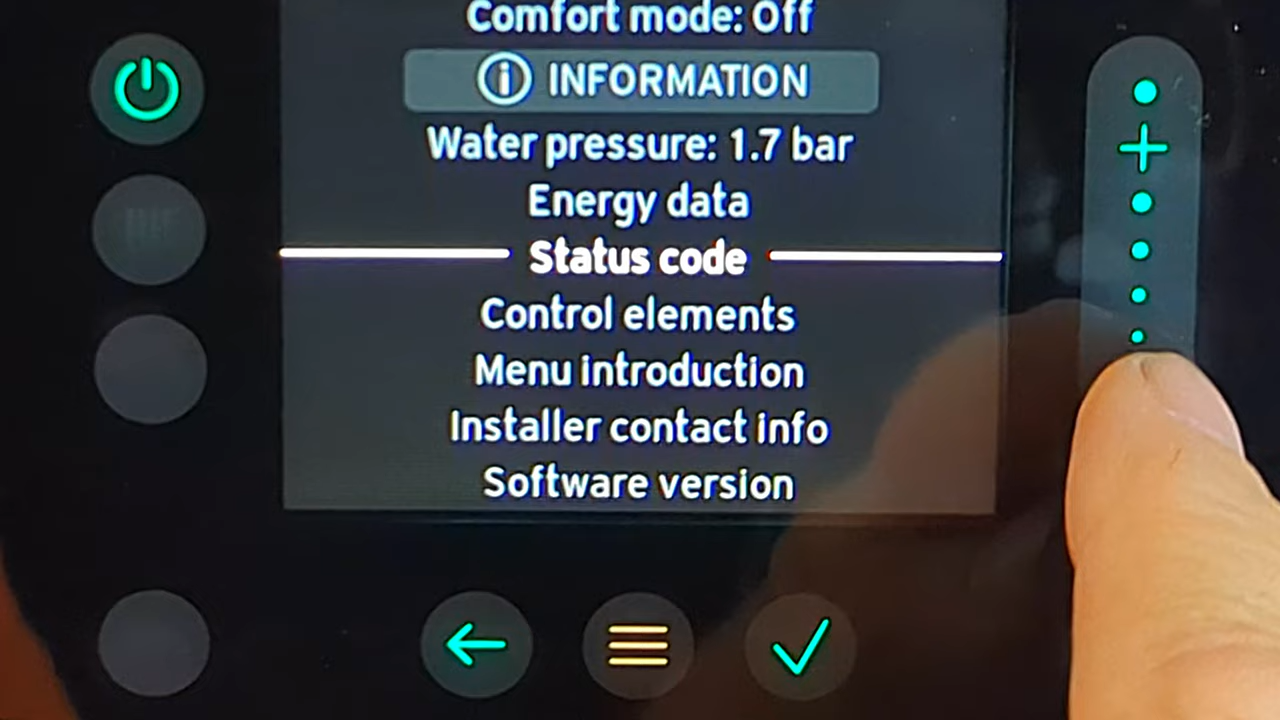 Comfort mode: Off
INFORMATION
Water pressure: 1.7 bar
Energy data
Status code
Control elements
Menu introduction
Installer contact info
Software version